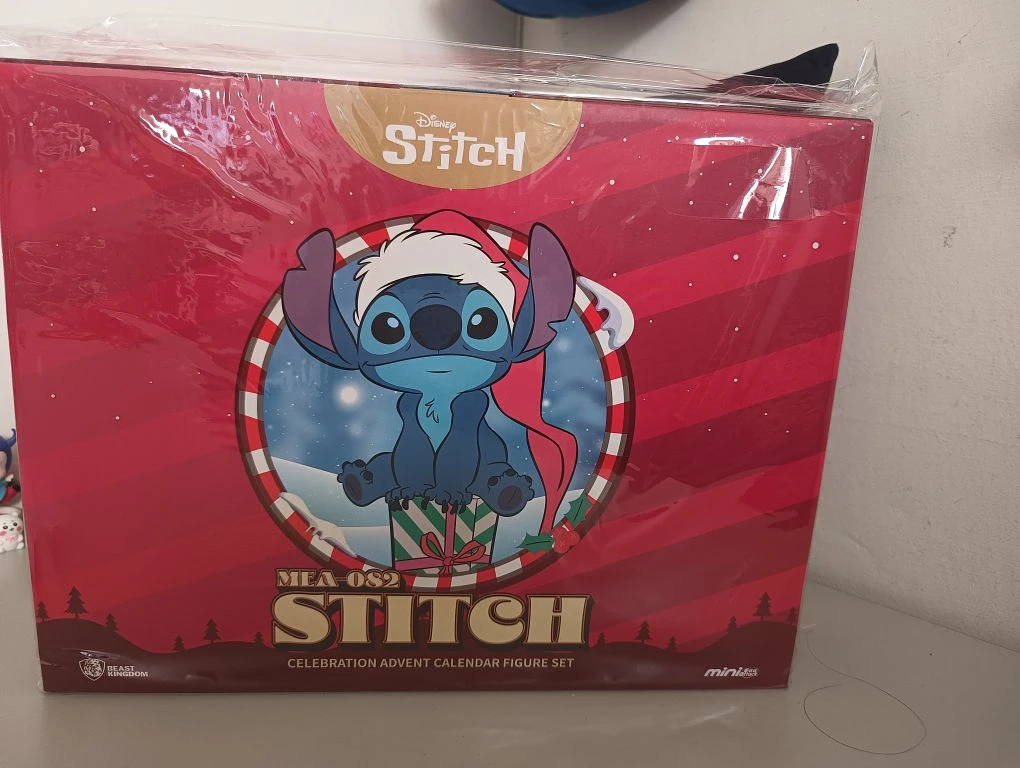 Disney
Stitch
MEA-082
STITCH
CELEBRATION ADVENT CALENDAR FIGURE SET
BEAST
KINGDOM
mini